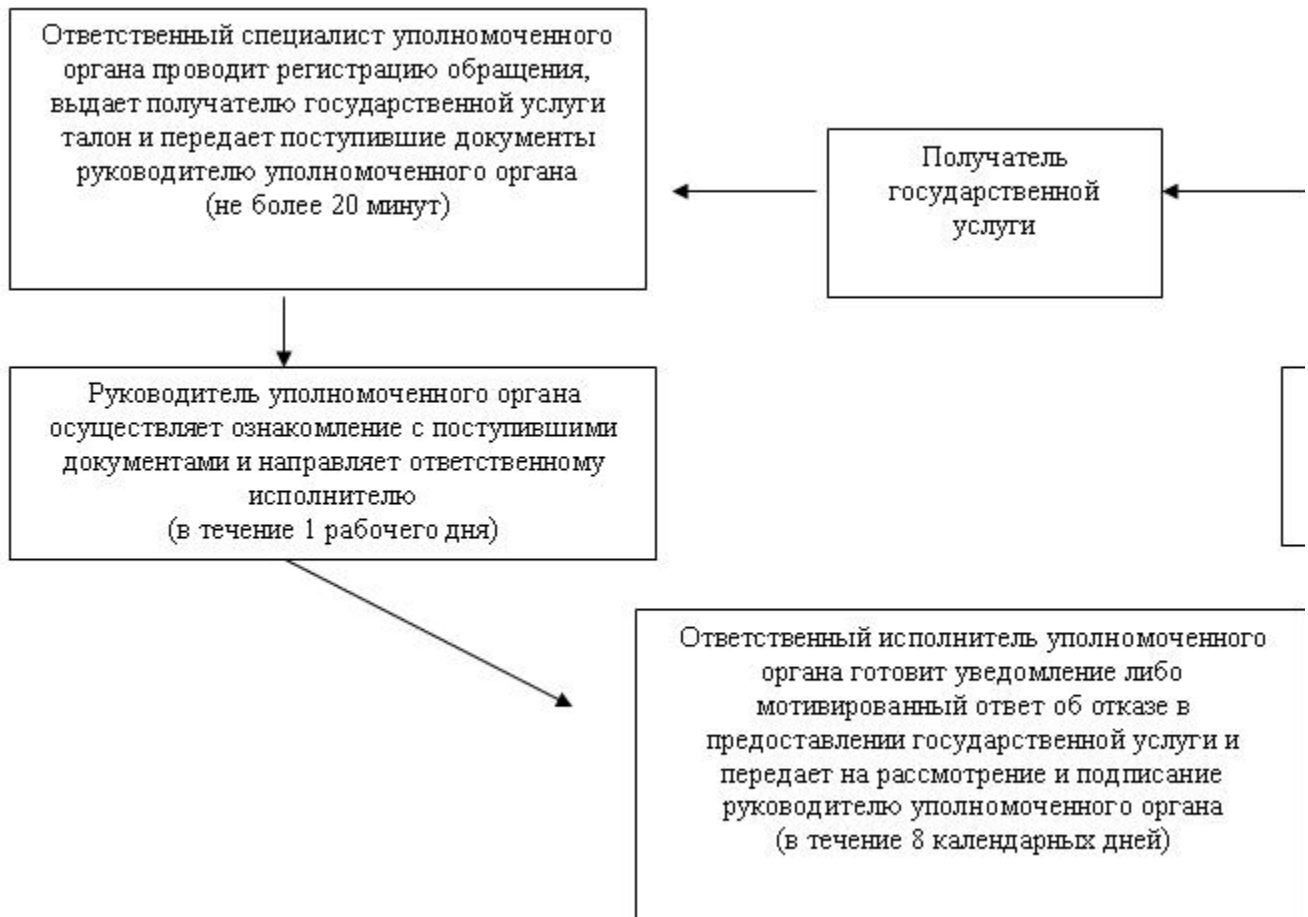 Ответственный специалист уполномоченного
органа проводит регистрацию обращения,
выдает получателю государственной услуги
талон и передает поступившие документы
руководителю уполномоченного органа
(не более 20 минут)
Получатель
государственной
услуги
Руководитель уполномоченного органа
осуществляет ознакомление с поступившими
документами и направляет ответственному
исполнителю
(в течение 1 рабочего дня)
Ответственный исполнитель уполномоченного
органа готовит уведомление либо
мотивированный ответ об отказе в
предоставлении государственной услуги и
передает на рассмотрение и подписание
руководителю уполномоченного органа
(в течение 8 календарных дней)